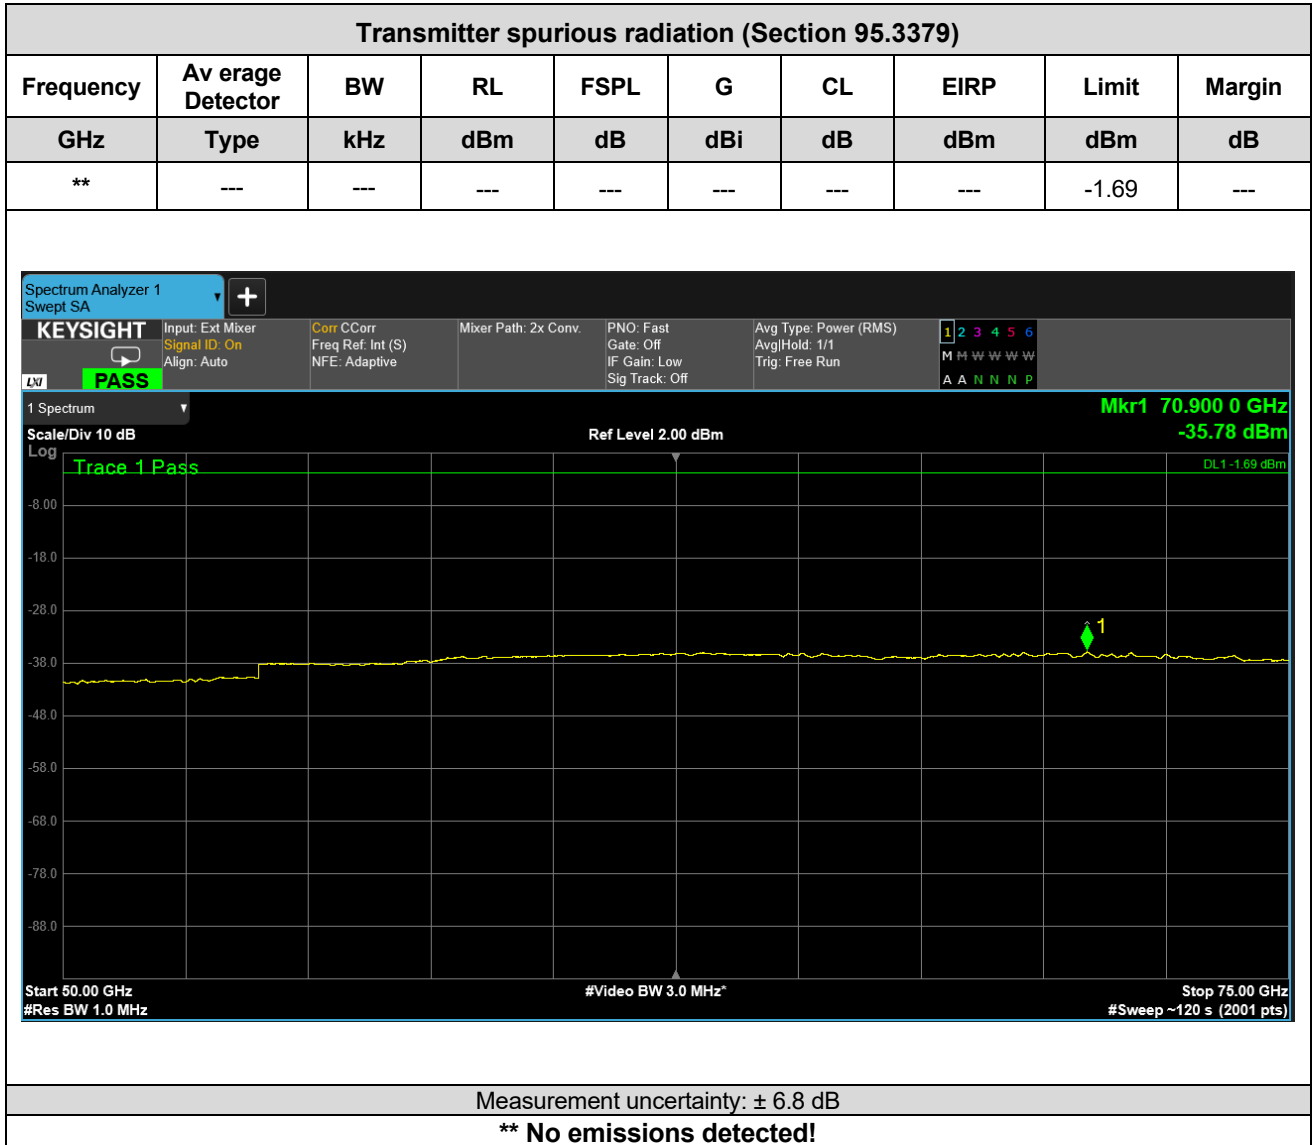 Transmitter spurious radiation (Section 95.3379)
Frequency Av erage Detector BW RL FSPL G CL EIRP Limit Margin
GHz Type kHz dBm dB dBi dB dBm dBm dB
** --- --- --- --- --- --- --- -1.69 ---
Spectrum Analyzer 1
Swept SA
+
KEYSIGHT Input: Ext Mixer Corr CCorr Mixer Path: 2x Conv. PNO: Fast Avg Type: Power (RMS) 1 2 3 4 5 6
Signal ID: On Freq Ref: Int (S) Gate: Off Avg|Hold: 1/1
Align: Auto NFE: Adaptive IF Gain: Low Trig: Free Run M M W W W W
LXI PASS Sig Track: Off A A N N N P
1 Spectrum
Mkr1 70.900 0 GHz
Scale/Div 10 dB Ref Level 2.00 dBm -35.78 dBm
Log
Trace 1 Pass
DL1 -1.69 dBm
-8.00
-18.0
-28.0
1
-38.0
-48.0
-58.0
-68.0
-78.0
-88.0
Start 50.00 GHz #Video BW 3.0 MHz* Stop 75.00 GHz
#Res BW 1.0 MHz #Sweep ~120 s (2001 pts)
Measurement uncertainty: ± 6.8 dB
** No emissions detected!